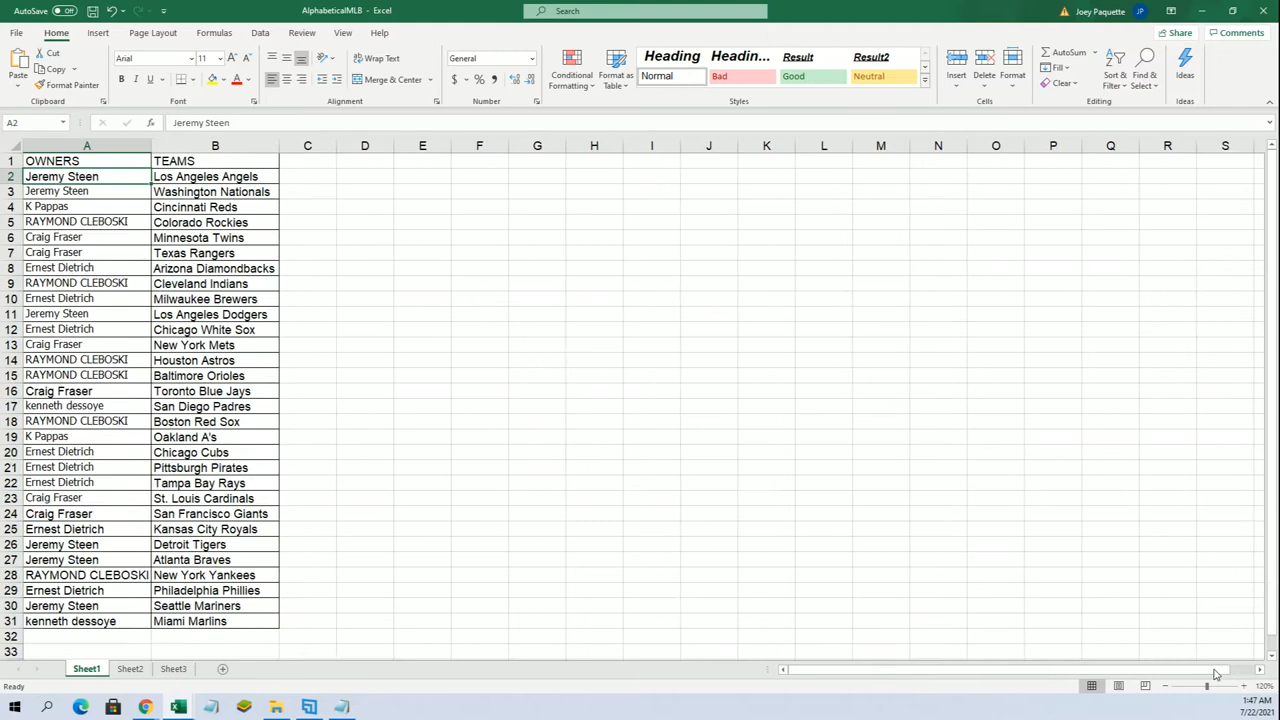 AutoSave Off AlphabeticalMLB - Excel Search Joey Paquette JP
File Home Insert Page Layout Formulas Data Review View Help Share Comments
Paste Cut Copy Format Painter Arial 11 Wrap Text Merge & Center General Conditional Formatting Format as Table Heading Headin... Result Result2 Normal Bad Good Neutral Insert Delete Format AutoSum Fill Clear Sort & Filter Find & Select Ideas
Clipboard Font Alignment Number Styles Cells Editing Ideas
A2 Jeremy Steen
A B C D E F G H I J K L M N O P Q R S
1 OWNERS TEAMS
2 Jeremy Steen Los Angeles Angels
3 Jeremy Steen Washington Nationals
4 K Pappas Cincinnati Reds
5 RAYMOND CLEBOSKI Colorado Rockies
6 Craig Fraser Minnesota Twins
7 Craig Fraser Texas Rangers
8 Ernest Dietrich Arizona Diamondbacks
9 RAYMOND CLEBOSKI Cleveland Indians
10 Ernest Dietrich Milwaukee Brewers
11 Jeremy Steen Los Angeles Dodgers
12 Ernest Dietrich Chicago White Sox
13 Craig Fraser New York Mets
14 RAYMOND CLEBOSKI Houston Astros
15 RAYMOND CLEBOSKI Baltimore Orioles
16 Craig Fraser Toronto Blue Jays
17 kenneth dessoye San Diego Padres
18 RAYMOND CLEBOSKI Boston Red Sox
19 K Pappas Oakland A's
20 Ernest Dietrich Chicago Cubs
21 Ernest Dietrich Pittsburgh Pirates
22 Ernest Dietrich Tampa Bay Rays
23 Craig Fraser St. Louis Cardinals
24 Craig Fraser San Francisco Giants
25 Ernest Dietrich Kansas City Royals
26 Jeremy Steen Detroit Tigers
27 Jeremy Steen Atlanta Braves
28 RAYMOND CLEBOSKI New York Yankees
29 Ernest Dietrich Philadelphia Phillies
30 Jeremy Steen Seattle Mariners
31 kenneth dessoye Miami Marlins
32
33
Sheet1 Sheet2 Sheet3
Ready 120%
1:47 AM
7/22/2021